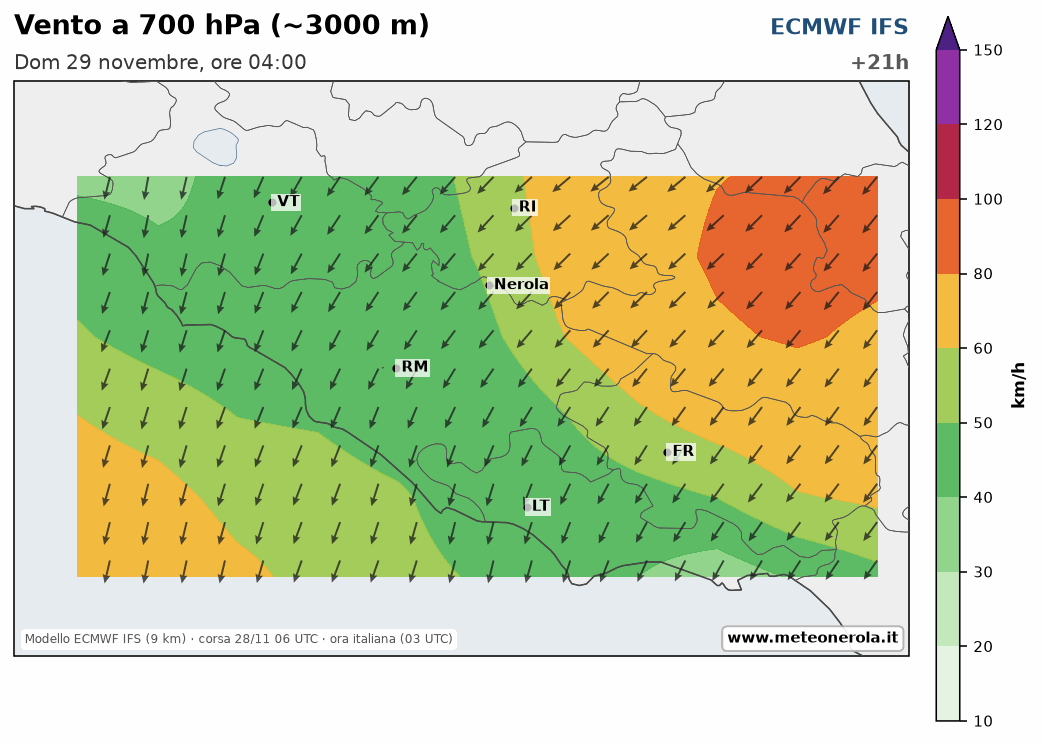 Vento a 700 hPa (~3000 m)
ECMWF IFS
Dom 29 novembre, ore 04:00
+21h
VT
RI
Nerola
RM
FR
LT
150
120
100
80
60
50
40
30
20
10
km/h
Modello ECMWF IFS (9 km) · corsa 28/11 06 UTC · ora italiana (03 UTC)
www.meteonerola.it